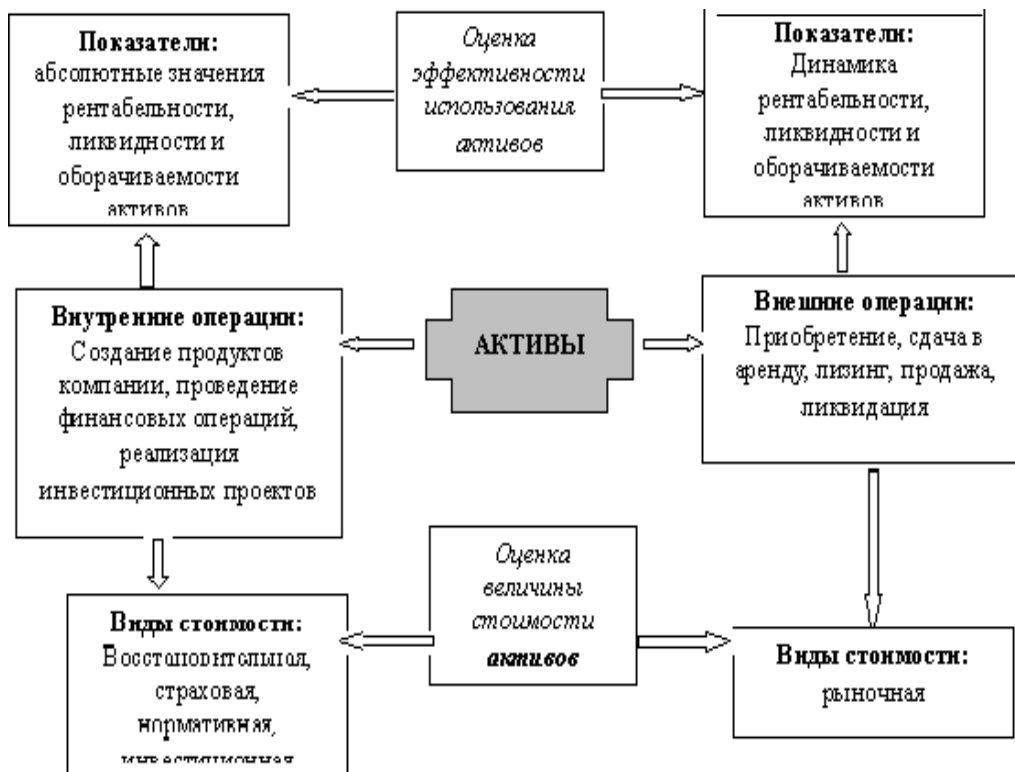 Показатели:
абсолютные значения
рентабельности,
ликвидности и
оборачиваемости
активов
Оценка
эффективности
использования
активов
Показатели:
Динамика
рентабельности,
ликвидности и
оборачиваемости
активов
Внутренние операции:
Создание продуктов
компании, проведение
финансовых операций,
реализация
инвестиционных проектов
АКТИВЫ
Внешние операции:
Приобретение, сдача в
аренду, лизинг, продажа,
ликвидация
Виды стоимости:
Восстановительная,
страховая,
нормативная,
инвестиционная
Оценка
величины
стоимости
активов
Виды стоимости:
рыночная